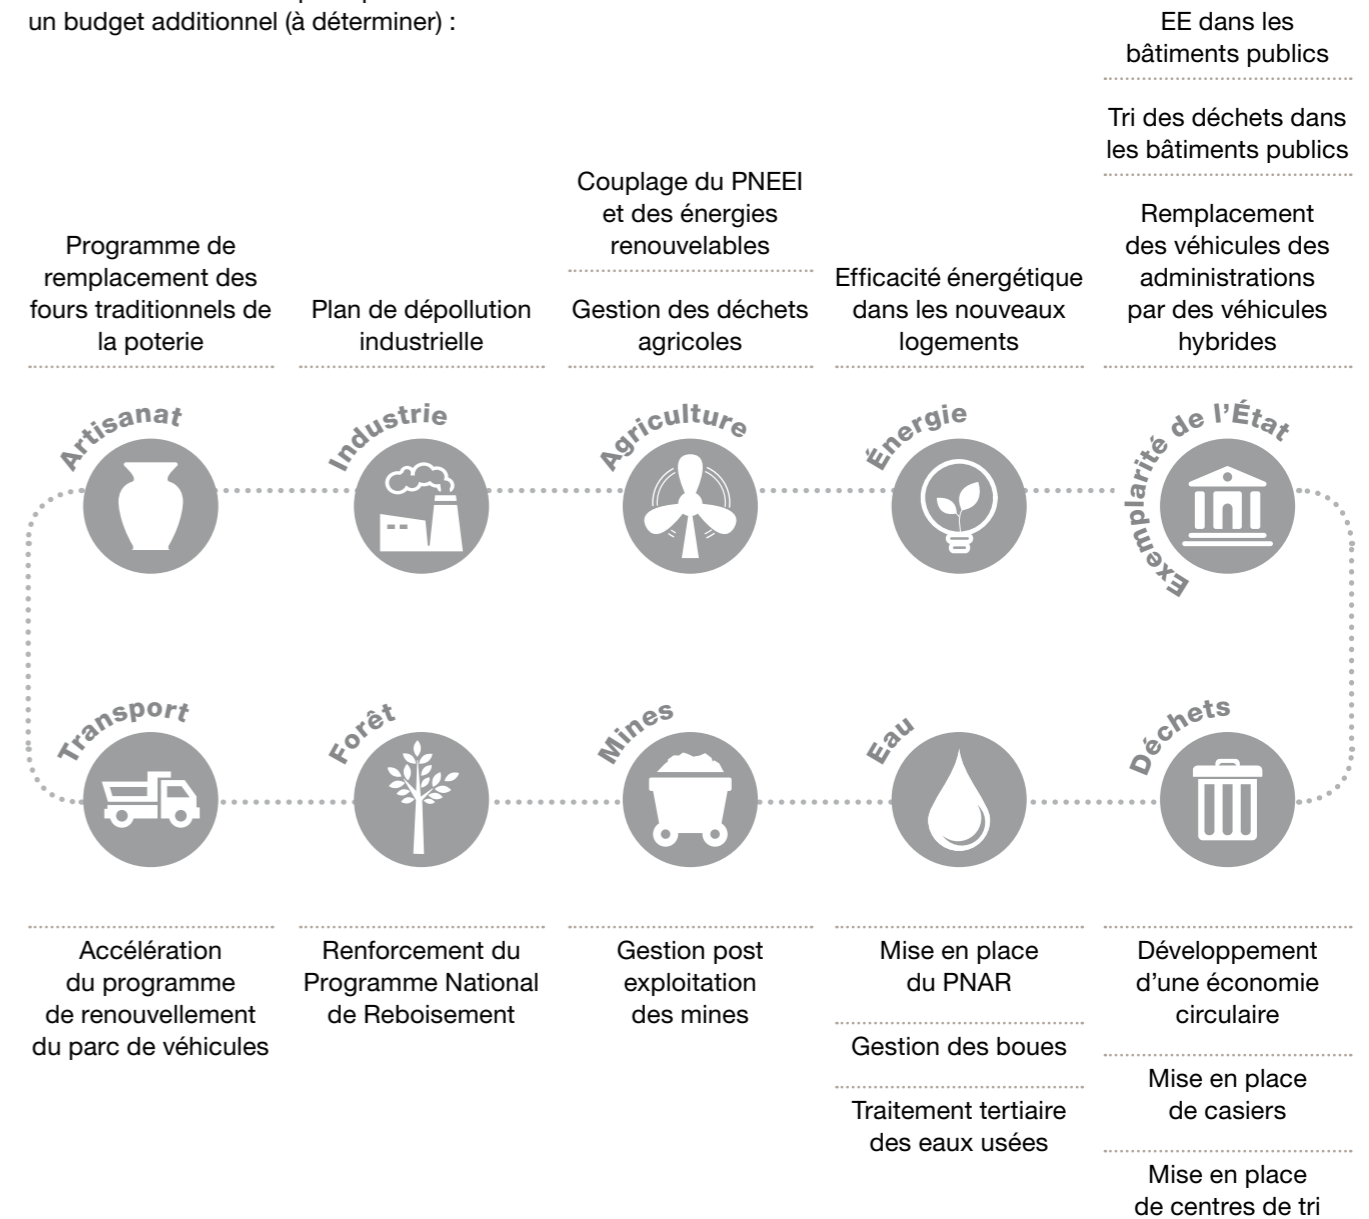 un budget additionnel (à déterminer) :
EE dans les
bâtiments publics
Tri des déchets dans
les bâtiments publics
Remplacement
des véhicules des
administrations
par des véhicules
hybrides
Couplage du PNEEI
et des énergies
renouvelables
Gestion des déchets
agricoles
Programme de
remplacement des
fours traditionnels de
la poterie
Plan de dépollution
industrielle
Efficacité énergétique
dans les nouveaux
logements
Artisanat
Industrie
Agriculture
Énergie
Exemplarité de l’État
Transport
Forêt
Mines
Eau
Déchets
Accélération
du programme
de renouvellement
du parc de véhicules
Renforcement du
Programme National
de Reboisement
Gestion post
exploitation
des mines
Mise en place
du PNAR
Gestion des boues
Traitement tertiaire
des eaux usées
Développement
d’une économie
circulaire
Mise en place
de casiers
Mise en place
de centres de tri